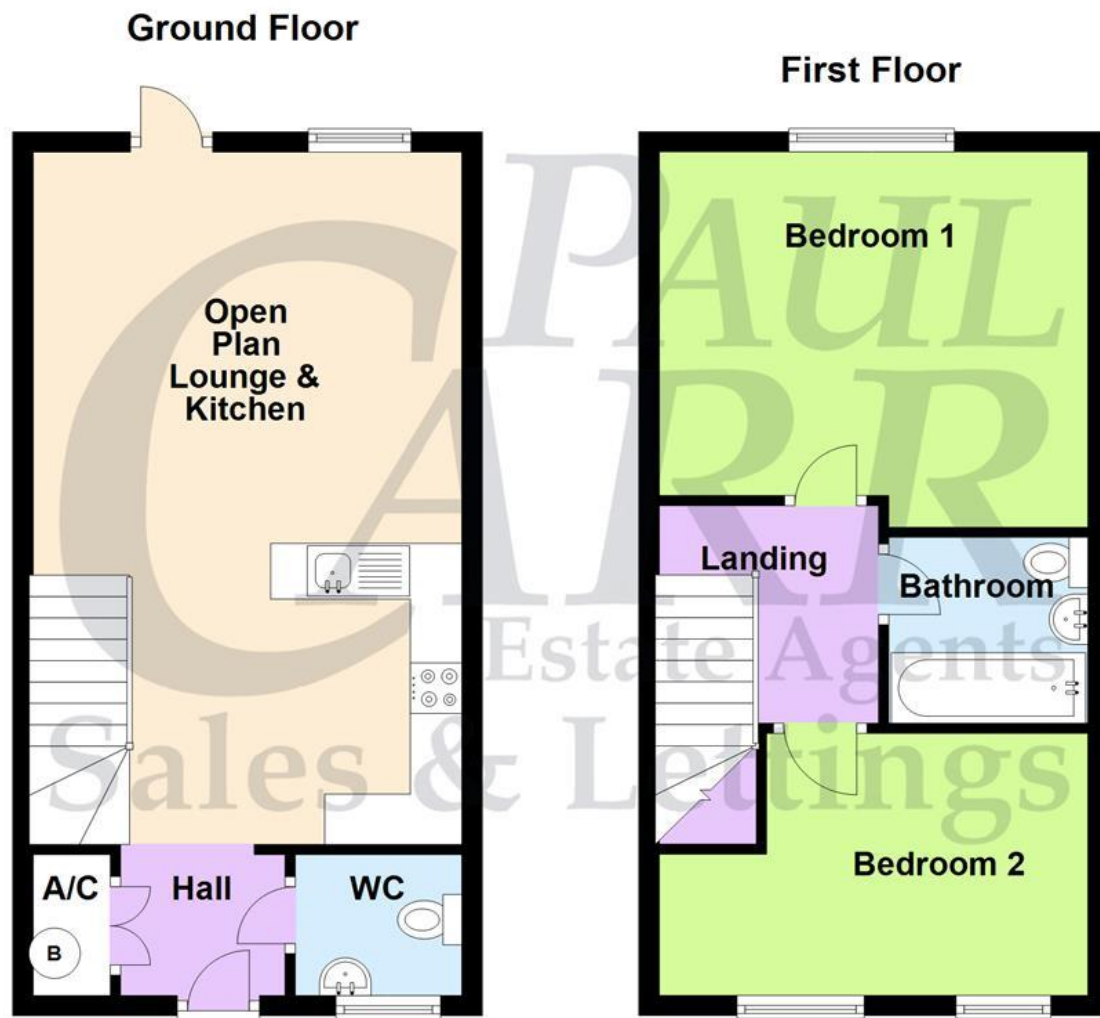 Ground Floor
First Floor
PAUL
CARR
Estate Agents
Sales & Lettings
Open
Plan
Lounge &
Kitchen
A/C
B
Hall
WC
Bedroom 1
Landing
Bathroom
Bedroom 2